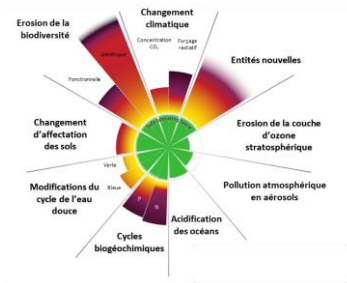 Changement
climatique
Erosion de la
biodiversité
Concentration
CO₂
Forçage
radiatif
Génétique
Entités nouvelles
Fonctionnelle
Erosion de la couche
d'ozone
stratosphérique
Changement
d'affectation
des sols
Verte
Bleue
Pollution atmosphérique
en aérosols
Modifications du
cycle de l'eau
douce
P
N
Acidification
des océans
Cycles
biogéochimiques